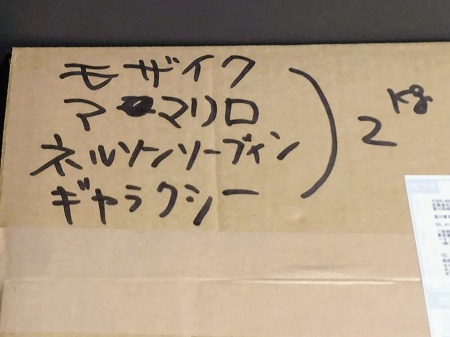 モザイク
アマリロ
ネルソンソーヴィン
ギャラクシー
2kg